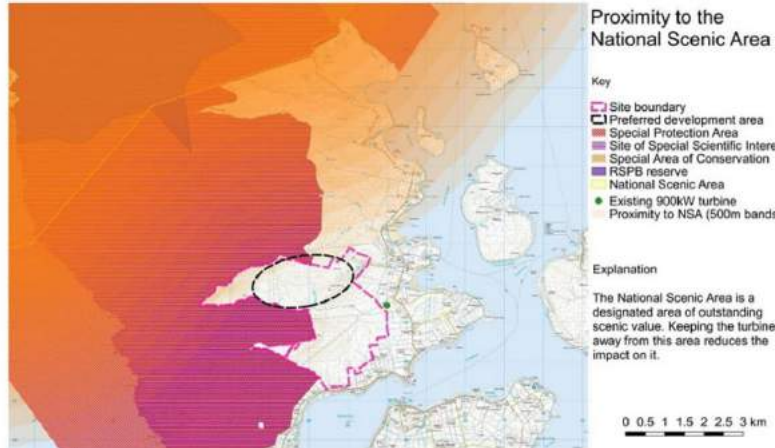 Proximity to the
National Scenic Area
Key
Site boundary
Preferred development area
Special Protection Area
Site of Special Scientific Intere
Special Area of Conservation
RSPB reserve
National Scenic Area
Existing 900kW turbine
Proximity to NSA (500m bands
Explanation
The National Scenic Area is a
designated area of outstanding
scenic value. Keeping the turbine
away from this area reduces the
impact on it.
0 0.5 1 1.5 2 2.5 3 km